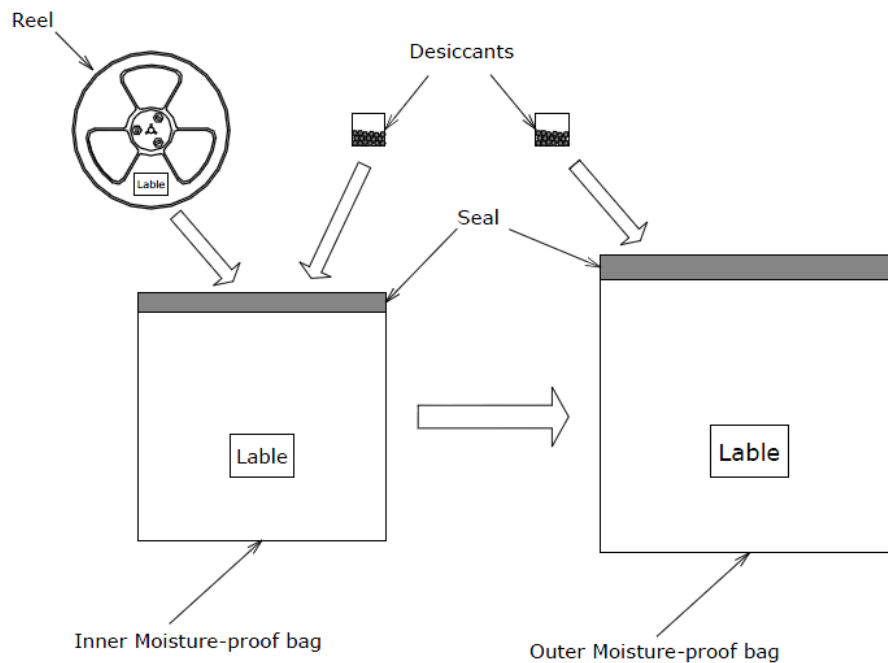 Reel
Desiccants
Lable
Seal
Lable
Lable
Inner Moisture-proof bag
Outer Moisture-proof bag